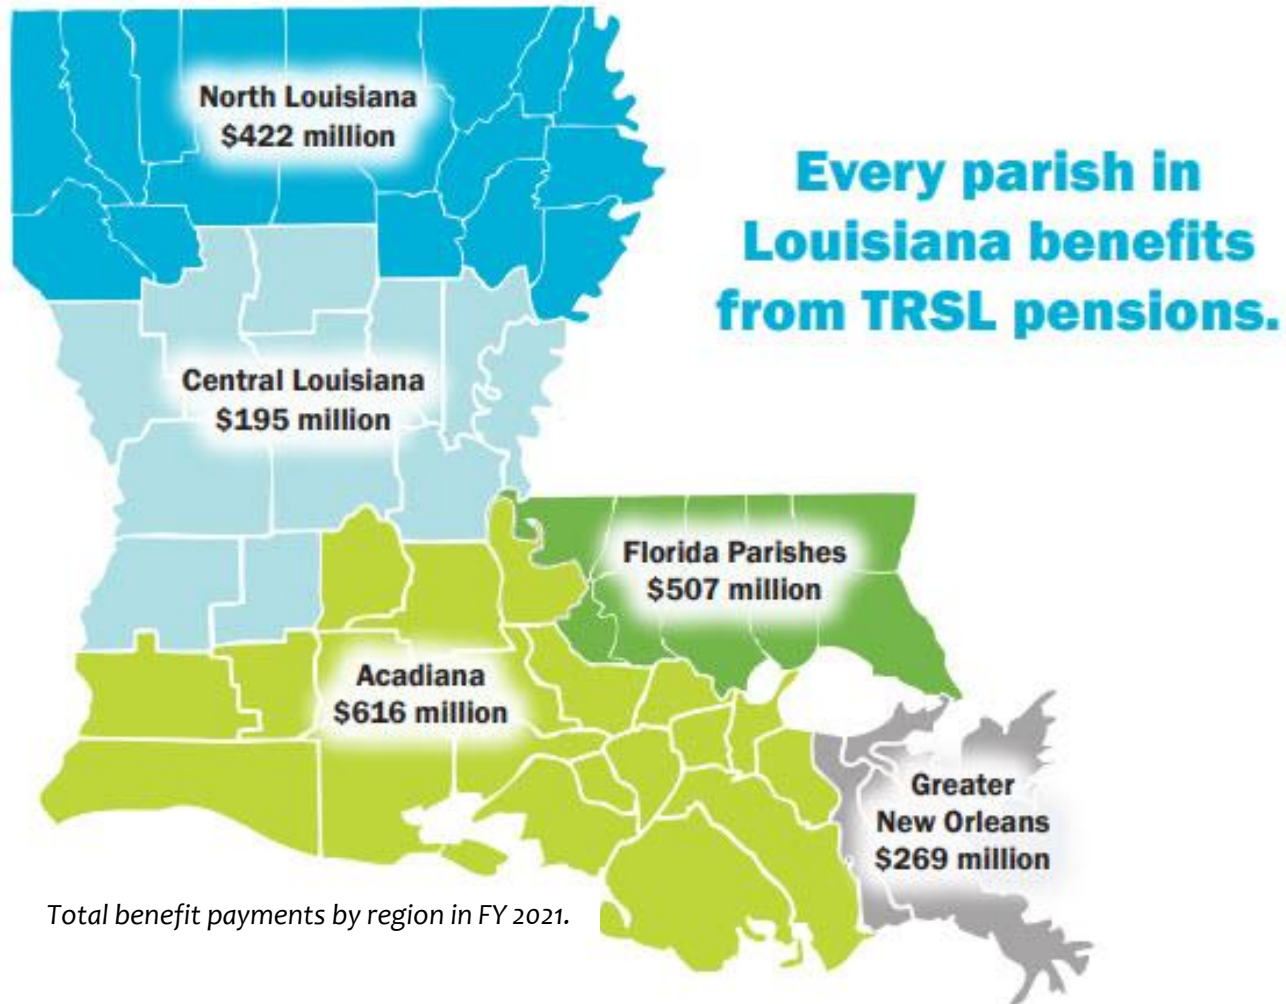 North Louisiana
$422 million
Every parish in
Louisiana benefits
from TRSL pensions.
Central Louisiana
$195 million
Florida Parishes
$507 million
Acadiana
$616 million
Greater
New Orleans
$269 million
Total benefit payments by region in FY 2021.